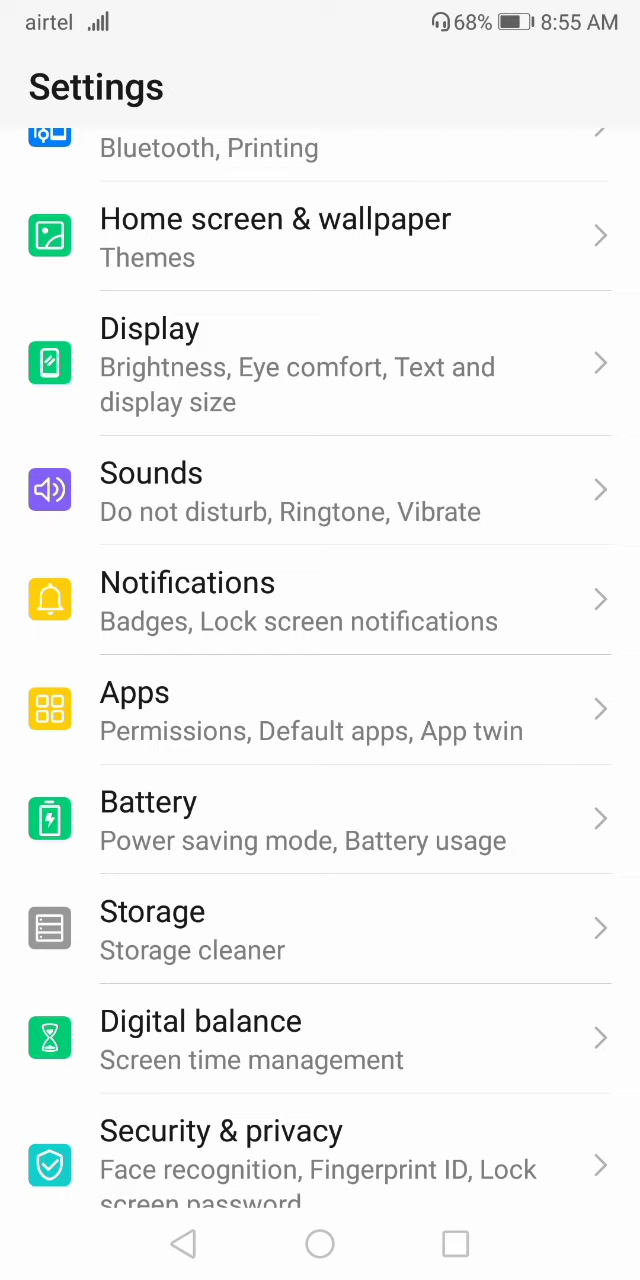 airtel 68% 8:55 AM
Settings
Bluetooth, Printing
Home screen & wallpaper
Themes
Display
Brightness, Eye comfort, Text and
display size
Sounds
Do not disturb, Ringtone, Vibrate
Notifications
Badges, Lock screen notifications
Apps
Permissions, Default apps, App twin
Battery
Power saving mode, Battery usage
Storage
Storage cleaner
Digital balance
Screen time management
Security & privacy
Face recognition, Fingerprint ID, Lock
screen password